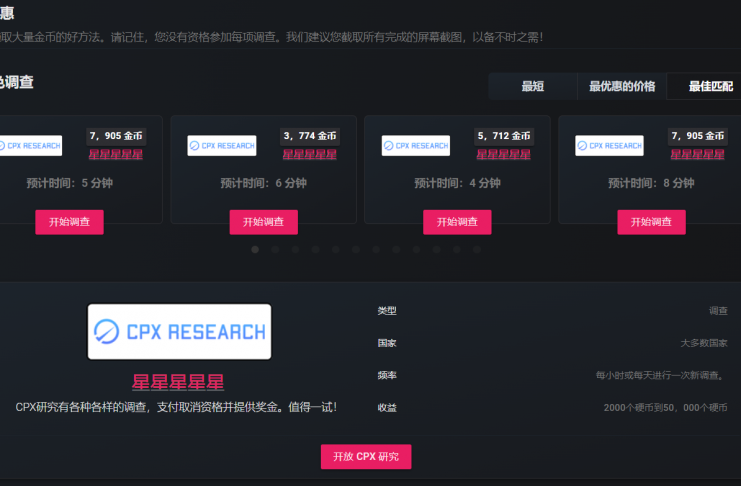 惠
取大量金币的好方法。请记住，您没有资格参加每项调查。我们建议您截取所有完成的屏幕截图，以备不时之需！
调查
最短 最优惠的价格 最佳匹配
CPX RESEARCH 7，905 金币 CPX RESEARCH 3，774 金币 CPX RESEARCH 5，712 金币 CPX RESEARCH 7，905 金币
星星星星星 星星星星星 星星星星星 星星星星星
预计时间：5 分钟 预计时间：6 分钟 预计时间：4 分钟 预计时间：8 分钟
开始调查 开始调查 开始调查 开始调查
CPX RESEARCH
星星星星星
CPX研究有各种各样的调查，支付取消资格并提供奖金。值得一试！
类型 调查
国家 大多数国家
频率 每小时或每天进行一次新调查。
收益 2000个硬币到50，000个硬币
开放 CPX 研究